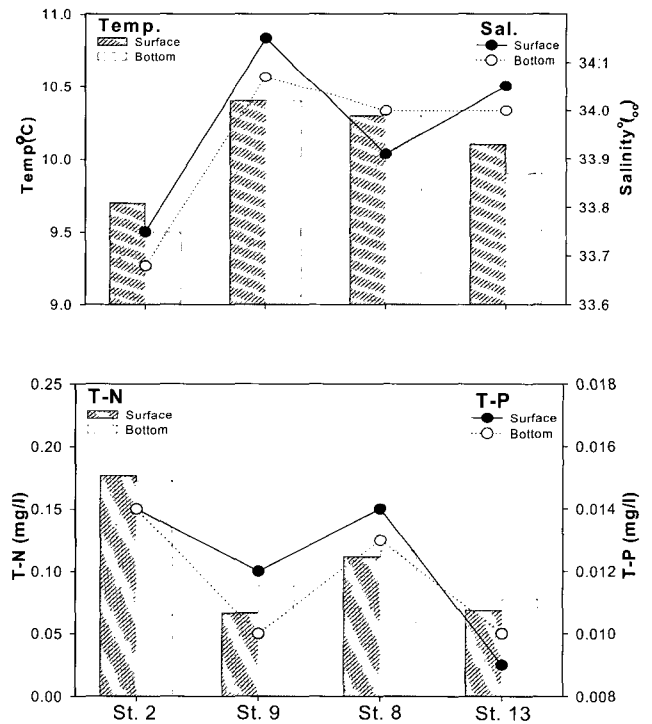 Temp.
Surface
Bottom
Sal.
Surface
Bottom
11.0
10.5
10.0
9.5
9.0
Temp(°C)
34.1
34.0
33.9
33.8
33.7
33.6
Salinity(‰)
T-N
Surface
Bottom
T-P
Surface
Bottom
0.25
0.20
0.15
0.10
0.05
0.00
T-N (mg/l)
0.018
0.016
0.014
0.012
0.010
0.008
T-P (mg/l)
St. 2 St. 9 St. 8 St. 13